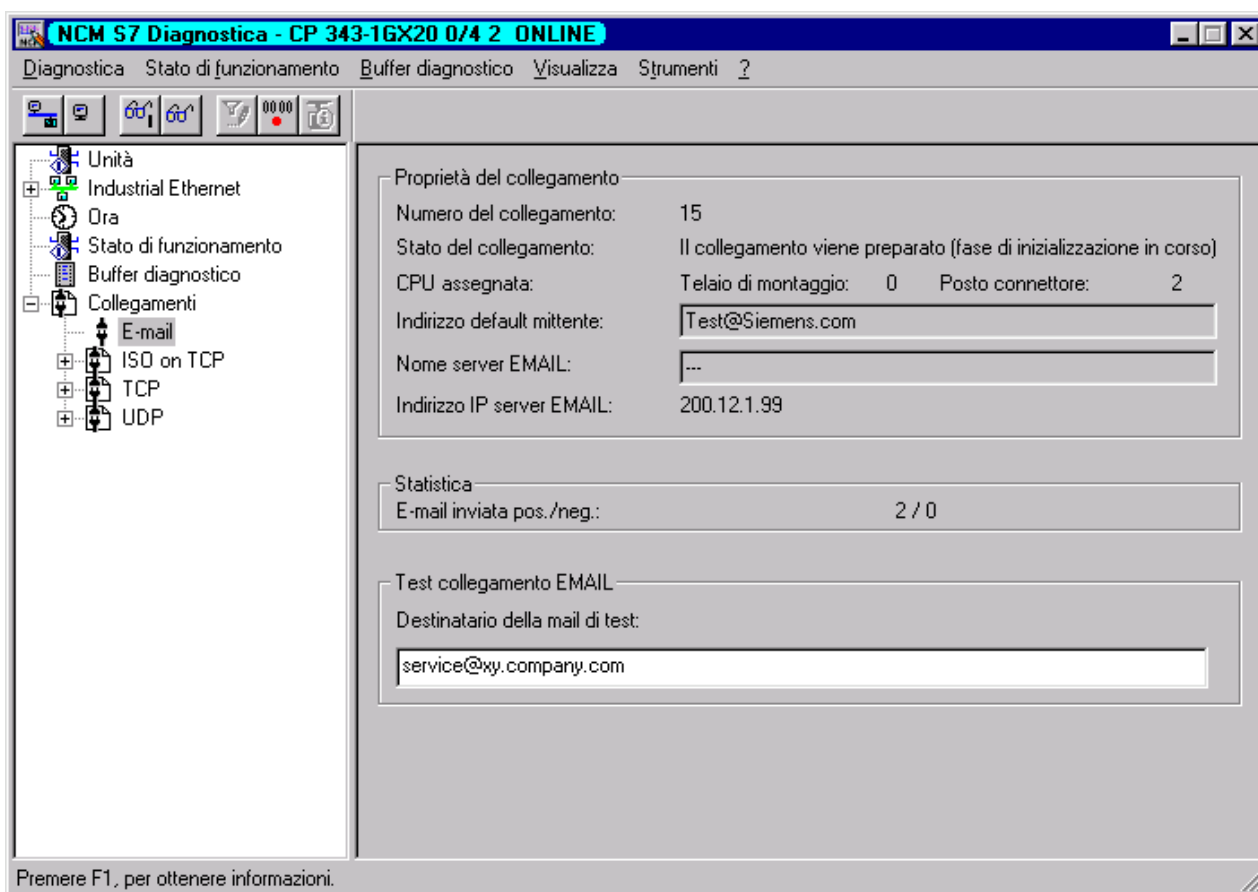 NCM S7 Diagnostica - CP 343-1GX20 0/4 2 ONLINE
Diagnostica Stato di funzionamento Buffer diagnostico Visualizza Strumenti ?
Unità
Industrial Ethernet
Ora
Stato di funzionamento
Buffer diagnostico
Collegamenti
E-mail
ISO on TCP
TCP
UDP
Proprietà del collegamento
Numero del collegamento: 15
Stato del collegamento: Il collegamento viene preparato (fase di inizializzazione in corso)
CPU assegnata: Telaio di montaggio: 0 Posto connettore: 2
Indirizzo default mittente: Test@Siemens.com
Nome server EMAIL: ---
Indirizzo IP server EMAIL: 200.12.1.99
Statistica
E-mail inviata pos./neg.: 2 / 0
Test collegamento EMAIL
Destinatario della mail di test:
service@xy.company.com
Premere F1, per ottenere informazioni.